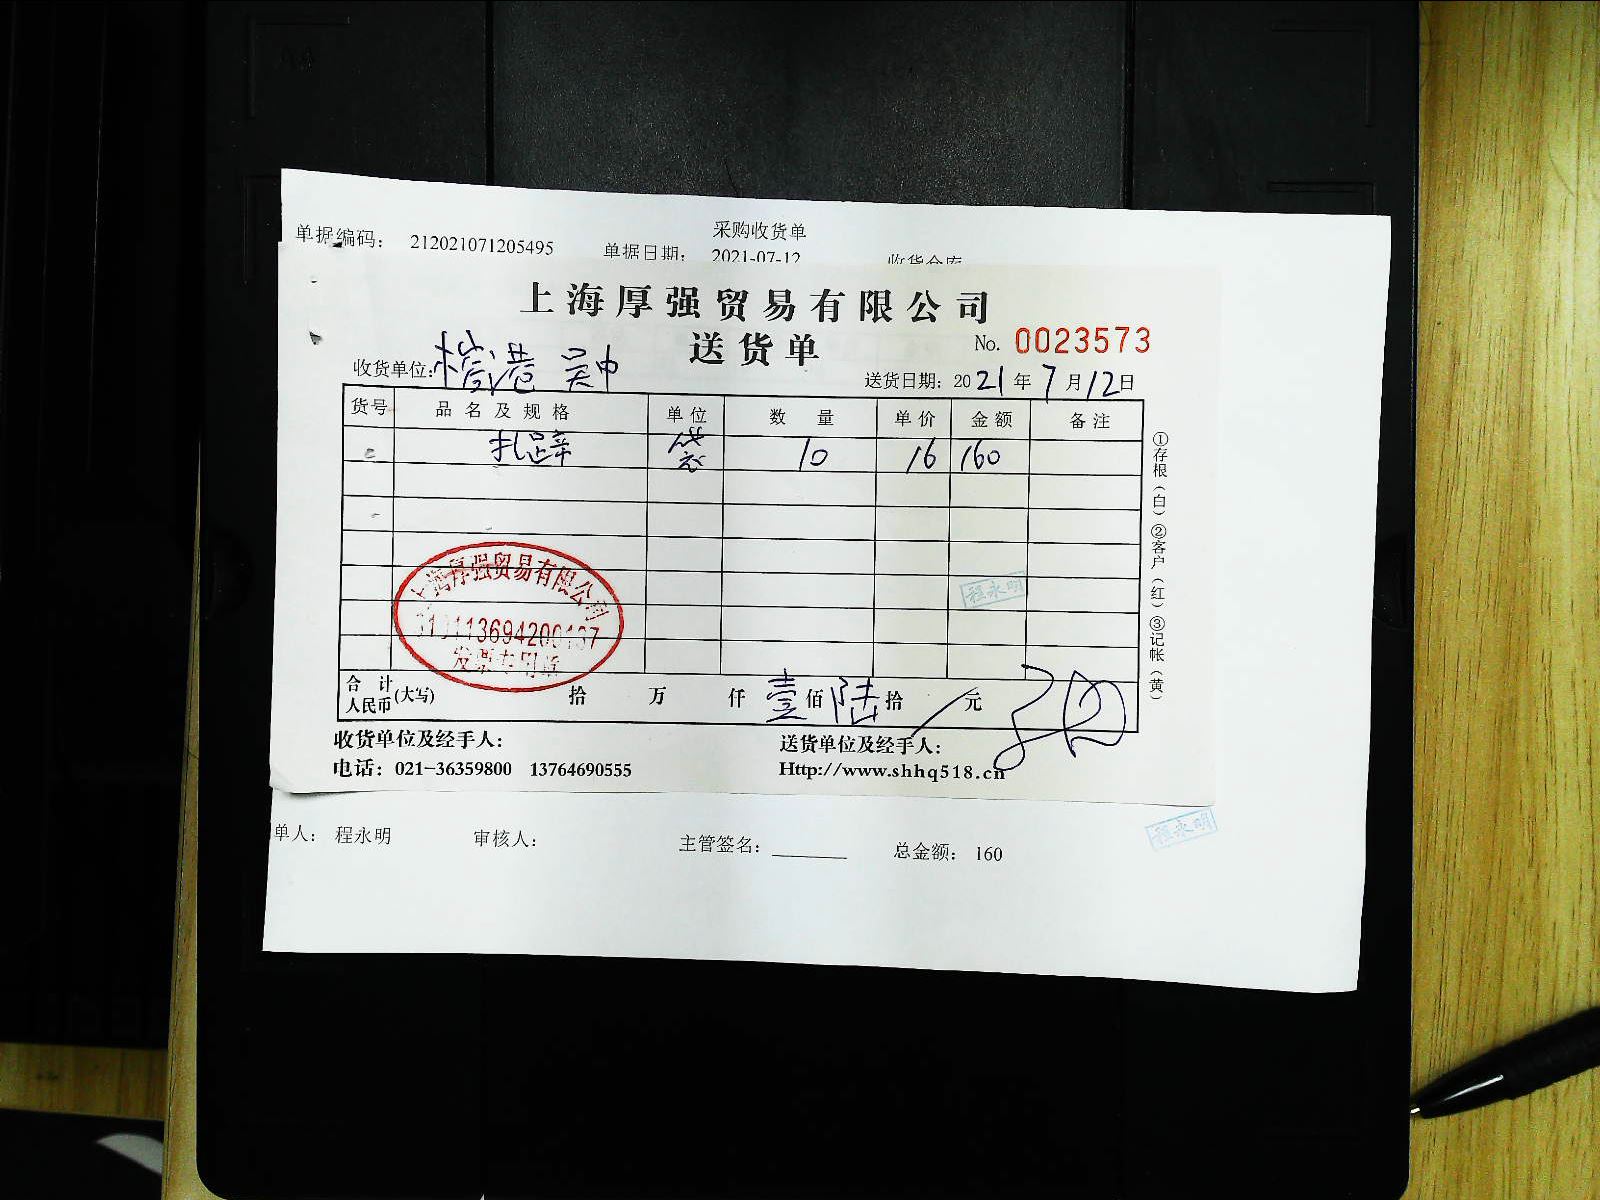 采购收货单
单据编码： 212021071205495 单据日期： 2021-07-12 收货仓库
上海厚强贸易有限公司
送货单 No. 0023573
收货单位： 港
送货日期：2021年7月12日
货号 品名及规格 单位 数量 单价 金额 备注
扎 袋 10 16 160
①存根（白）②客户（红）③记帐（黄）
程永明
上海厚强贸易有限公司
发票专用章
合计人民币(大写) 拾 万 仟 壹佰 陆拾 元
收货单位及经手人： 送货单位及经手人：
电话：021-36359800 13764690555 Http://www.shhq518.cn
程永明
单人： 程永明 审核人： 主管签名： 总金额： 160